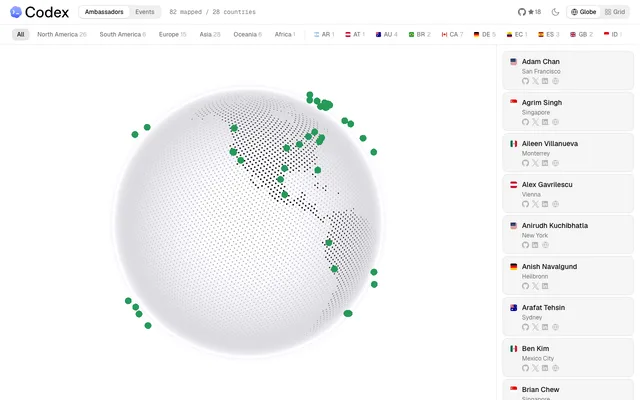 Codex
Ambassadors Events
82 mapped / 28 countries
18
Globe Grid
All North America 26 South America 6 Europe 15 Asia 28 Oceania 6 Africa 1
AR 1 AT 1 AU 4 BR 2 CA 7 DE 5 EC 1 ES 3 GB 2 ID
Adam Chan
San Francisco
Agrim Singh
Singapore
Aileen Villanueva
Monterrey
Alex Gavrilescu
Vienna
Anirudh Kuchibhatla
New York
Anish Navalgund
Heilbronn
Arafat Tehsin
Sydney
Ben Kim
Mexico City
Brian Chew
Singapore